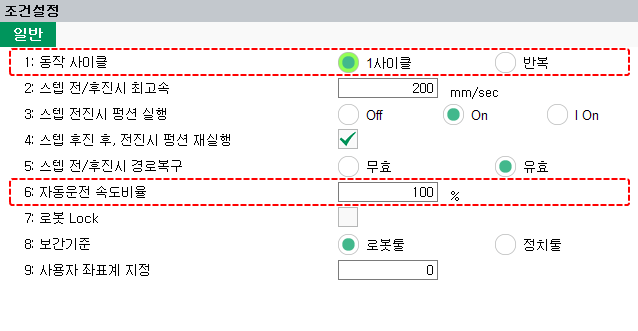 조건설정
일반
1: 동작 사이클 1사이클 반복
2: 스텝 전/후진시 최고속 200 mm/sec
3: 스텝 전진시 펑션 실행 Off On I On
4: 스텝 후진 후, 전진시 펑션 재실행
5: 스텝 전/후진시 경로복구 무효 유효
6: 자동운전 속도비율 100 %
7: 로봇 Lock
8: 보간기준 로봇툴 정치툴
9: 사용자 좌표계 지정 0